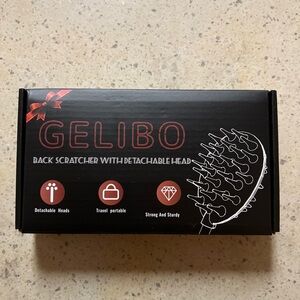 GELIBO
BACK SCRATCHER WITH DETACHABLE HEAD
Detachable Heads
Travel portable
Strong And Sturdy